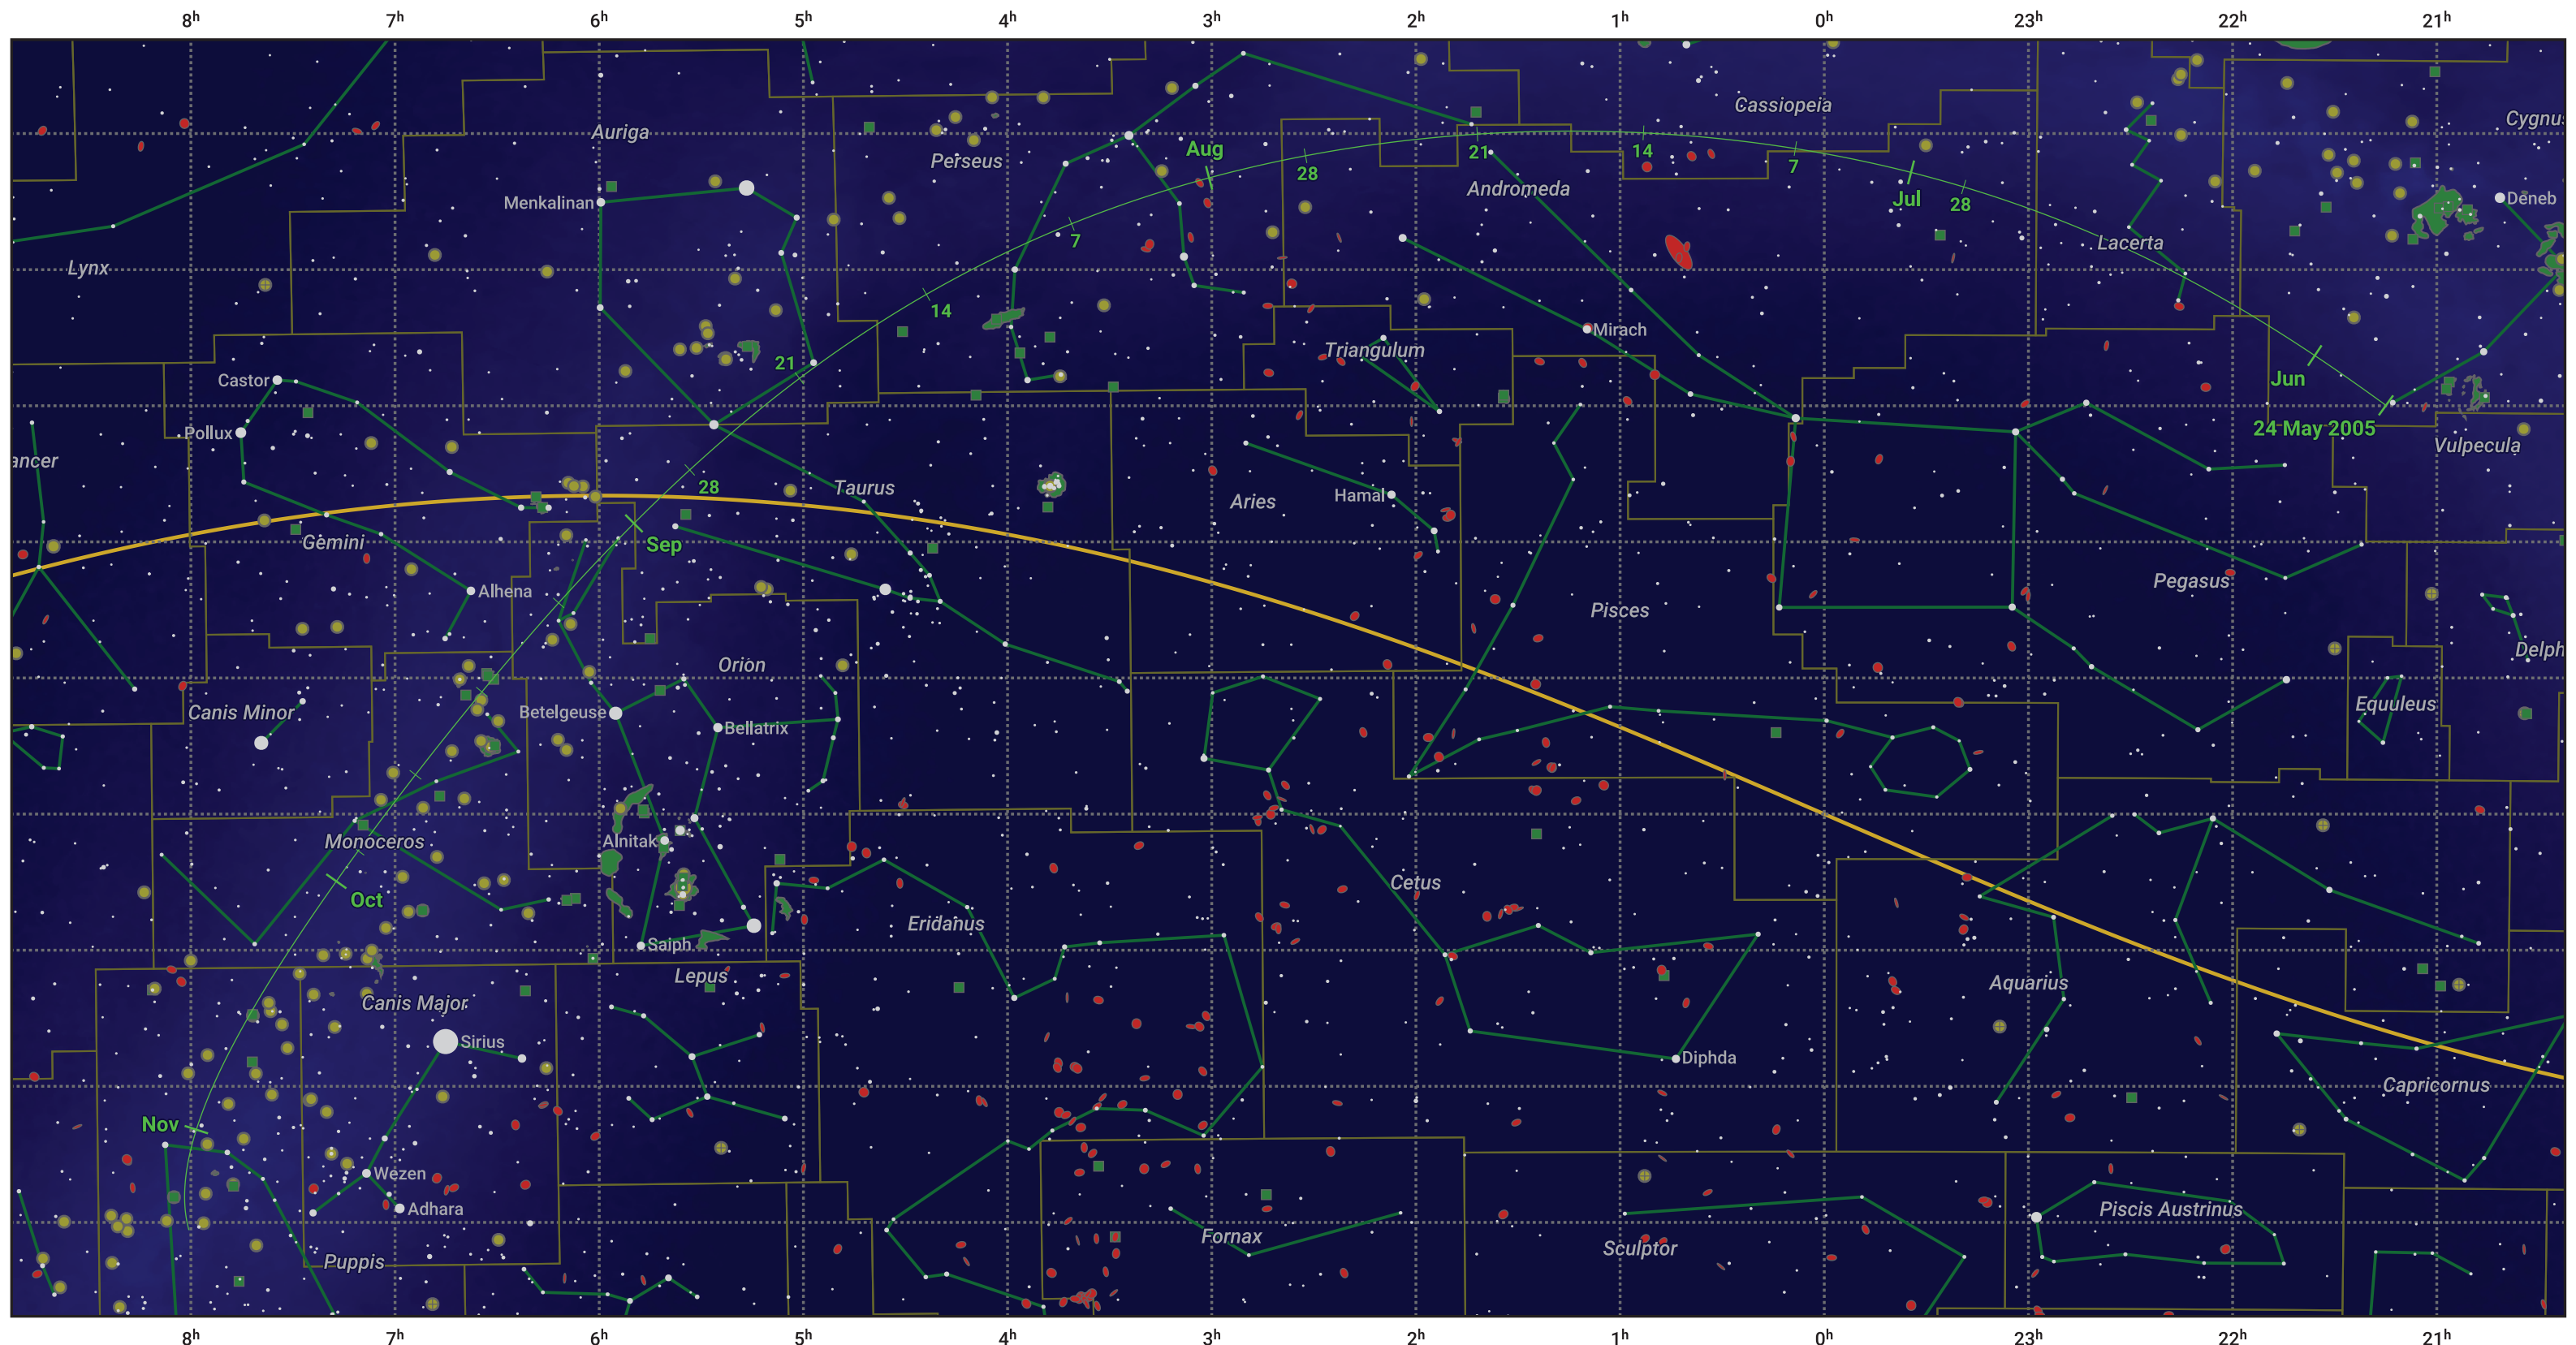 8h 7h 6h 5h 4h 3h 2h 1h 0h 23h 22h 21h
Cassiopeia
Cygnu
Auriga
Perseus
Aug
21
14
7
28
Andromeda
Jul
28
Menkalinan
Deneb
7
Lacerta
Lynx
14
Mirach
Triangulum
21
Castor
Jun
24 May 2005
Pollux
Vulpecula
ancer
28
Taurus
Aries
Hamal
Gemini
Sep
Pegasus
Alhena
Pisces
Orion
Delph
Canis Minor
Betelgeuse
Bellatrix
Equuleus
Monoceros
Alnitak
Cetus
Oct
Eridanus
Saiph
Lepus
Aquarius
Canis Major
Sirius
Diphda
Capricornus
Nov
Wezen
Adhara
Piscis Austrinus
Fornax
Sculptor
Puppis
8h 7h 6h 5h 4h 3h 2h 1h 0h 23h 22h 21h